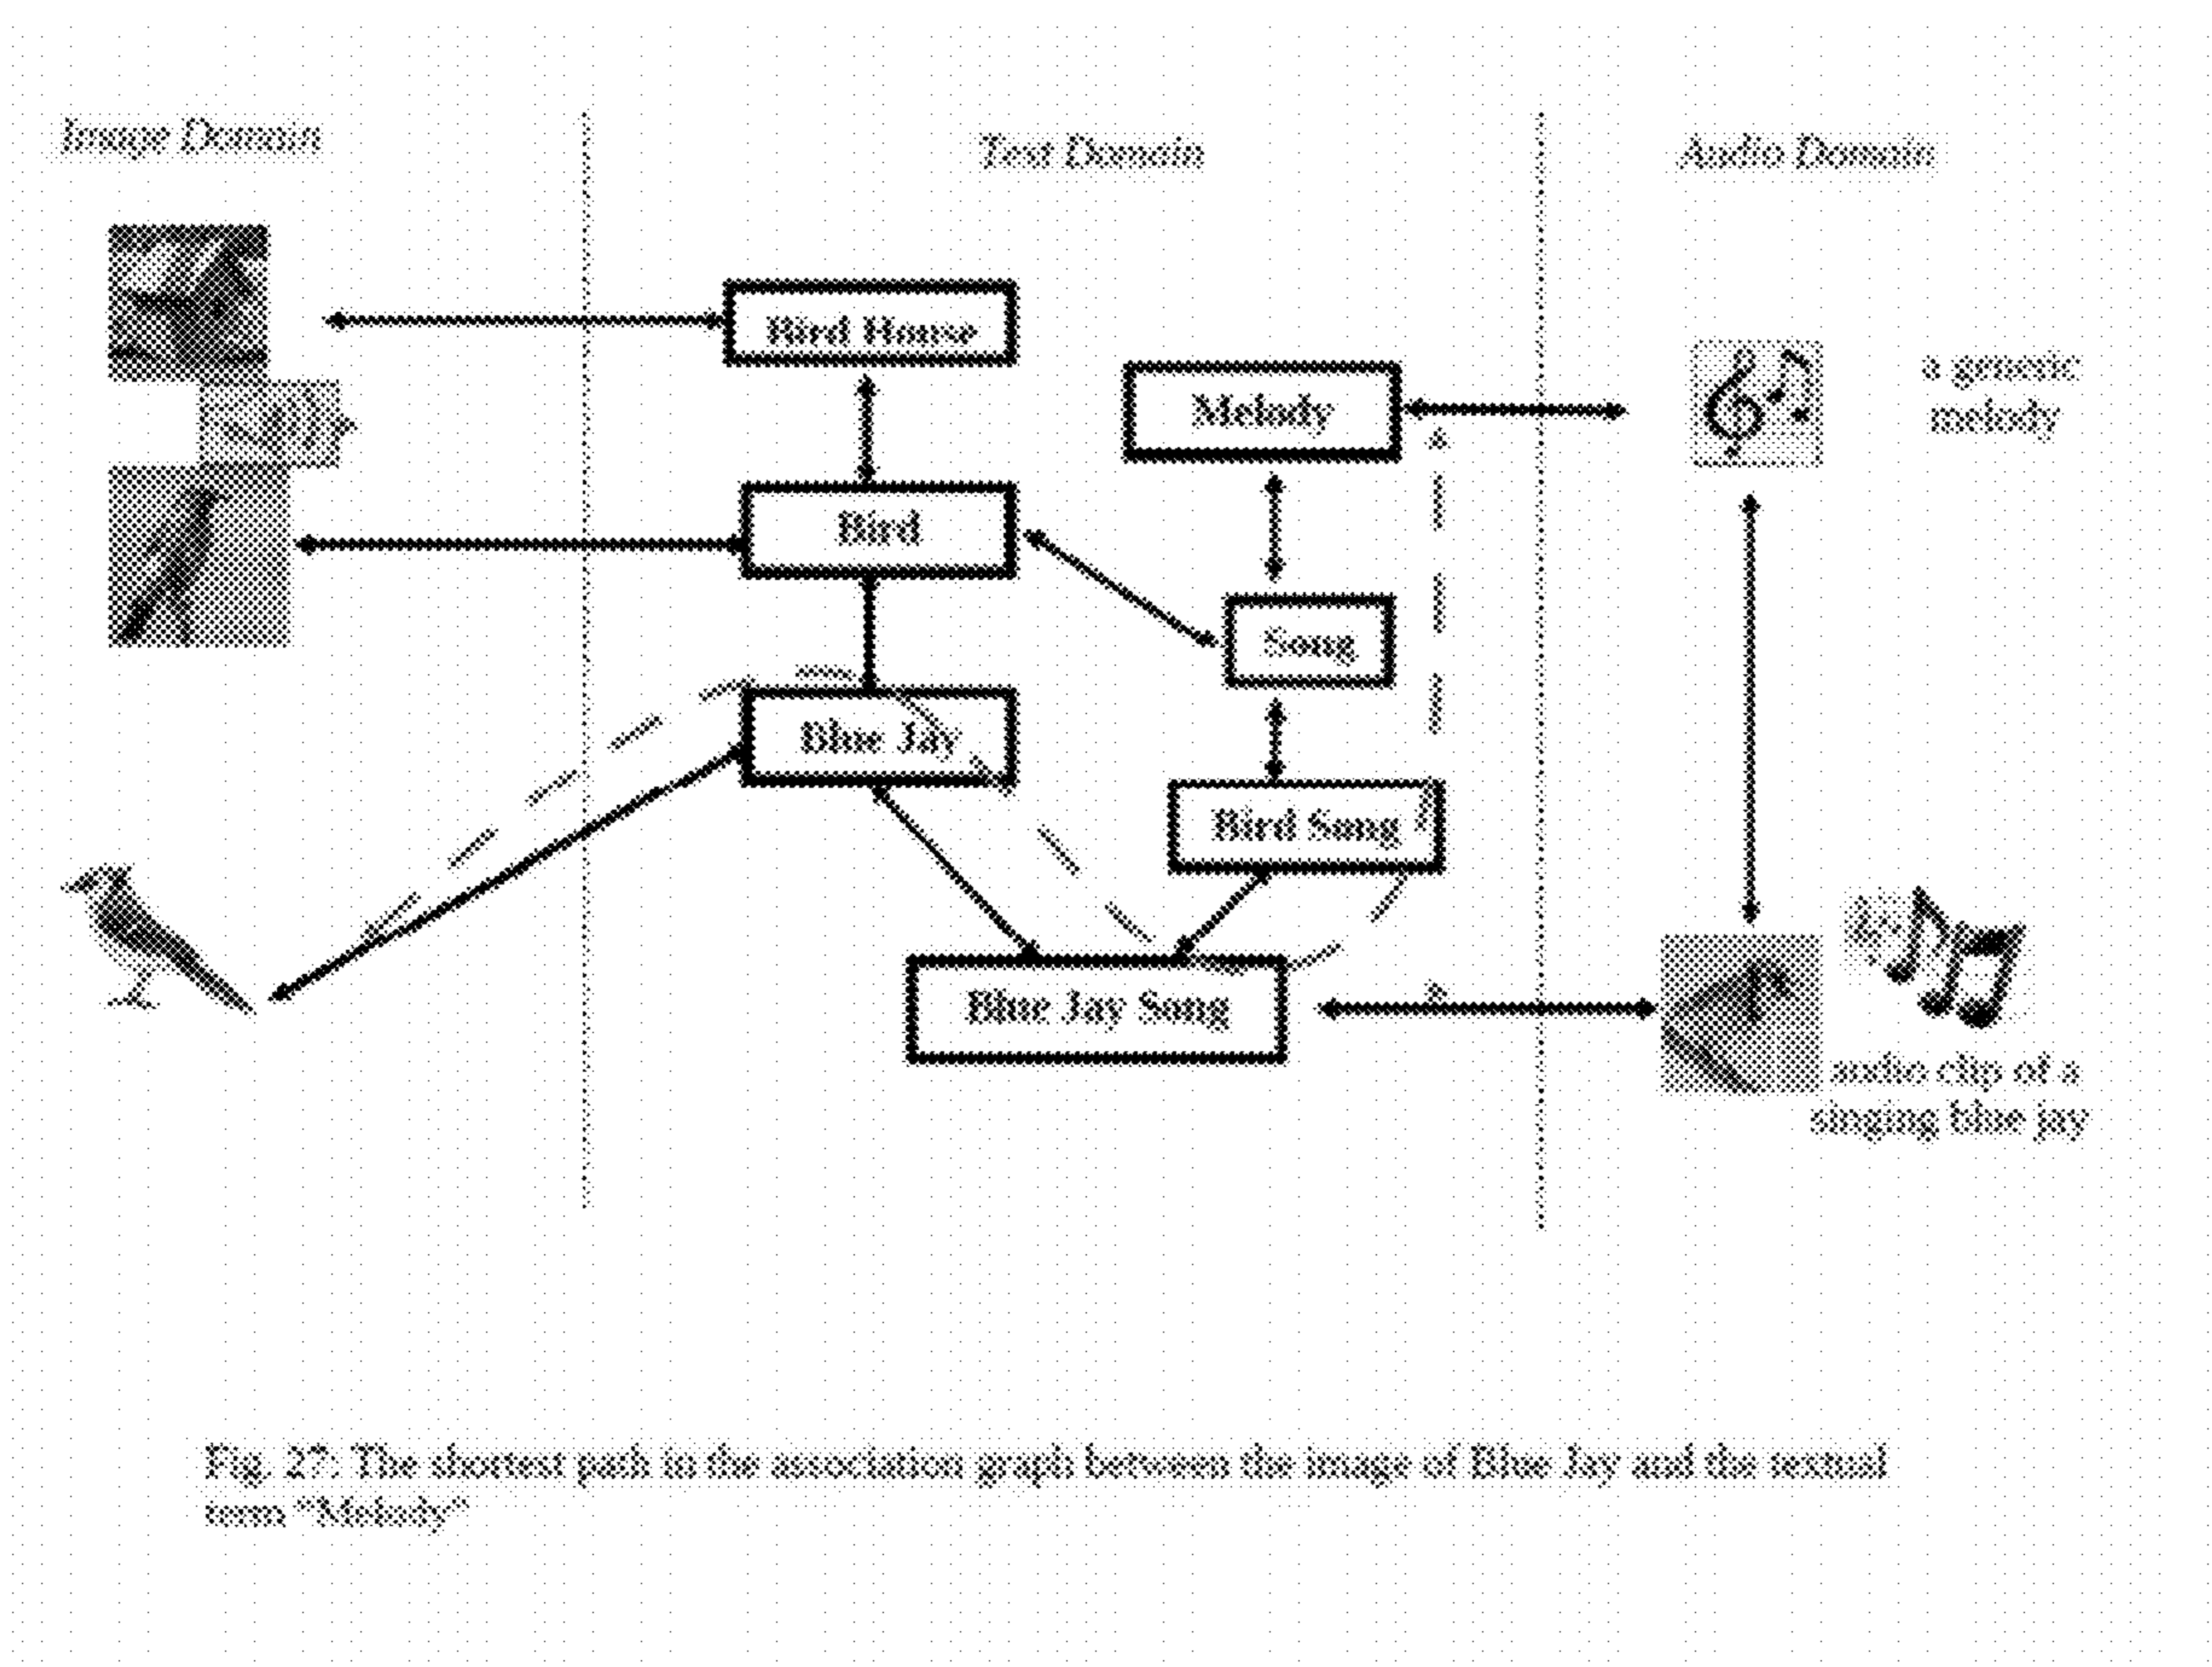 Image Domain
Text Domain
Audio Domain
Bird House
Melody
a generic
melody
Bird
Song
Blue Jay
Bird Song
Blue Jay Song
audio clip of a
singing blue jay
Fig. 27: The shortest path in the association graph between the image of Blue Jay and the textual
term "Melody"